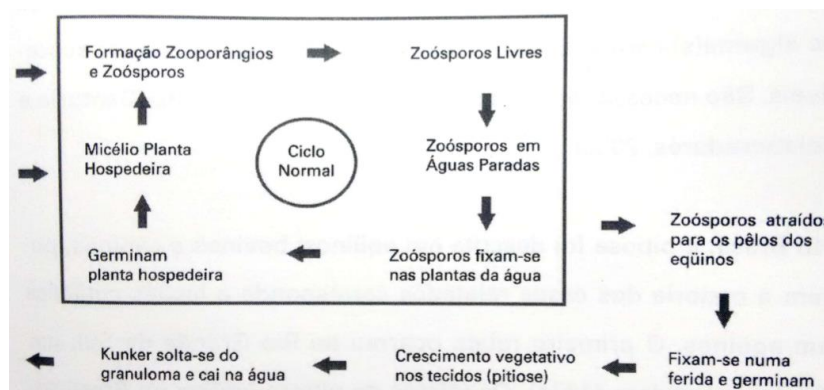 Formação Zooporângios
e Zoósporos
Zoósporos Livres
Micélio Planta
Hospedeira
Ciclo
Normal
Zoósporos em
Águas Paradas
Germinam
planta hospedeira
Zoósporos fixam-se
nas plantas da água
Zoósporos atraídos
para os pêlos dos
eqüinos
Kunker solta-se do
granuloma e cai na água
Crescimento vegetativo
nos tecidos (pitiose)
Fixam-se numa
ferida e germinam